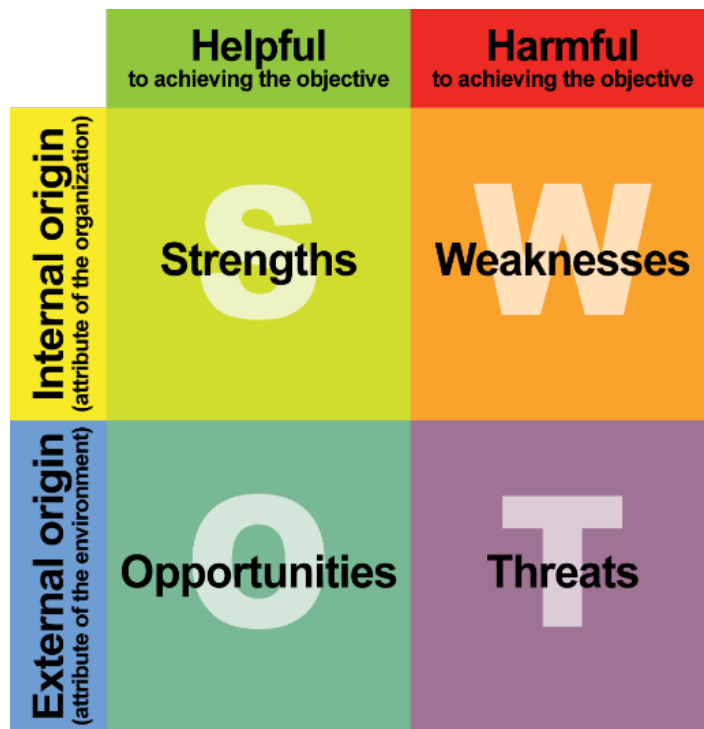 Helpful
to achieving the objective
Harmful
to achieving the objective
Internal origin
(attribute of the organization)
S
Strengths
W
Weaknesses
External origin
(attribute of the environment)
O
Opportunities
T
Threats